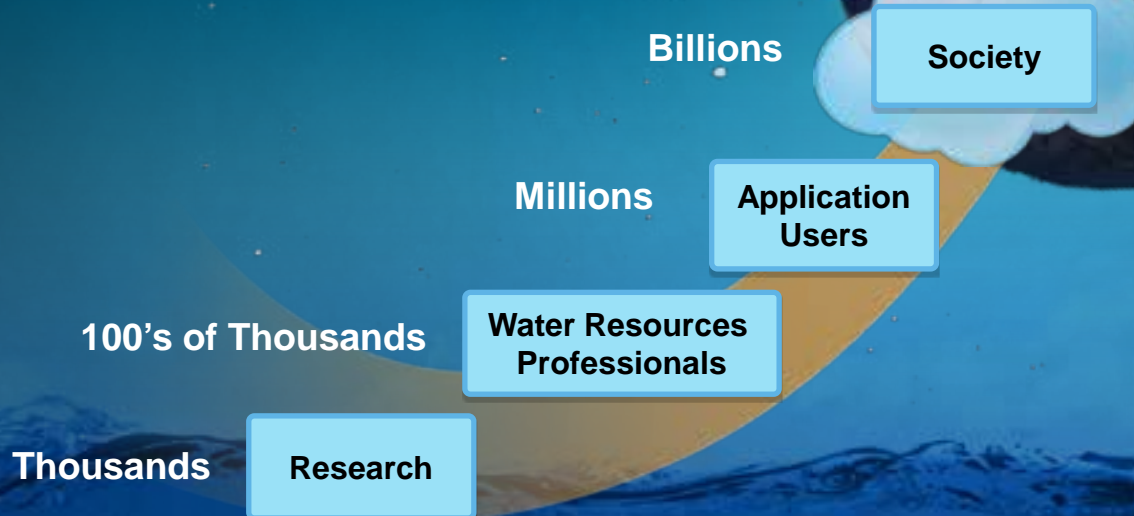 Billions
Society
Millions
Application
Users
100’s of Thousands
Water Resources
Professionals
Thousands
Research